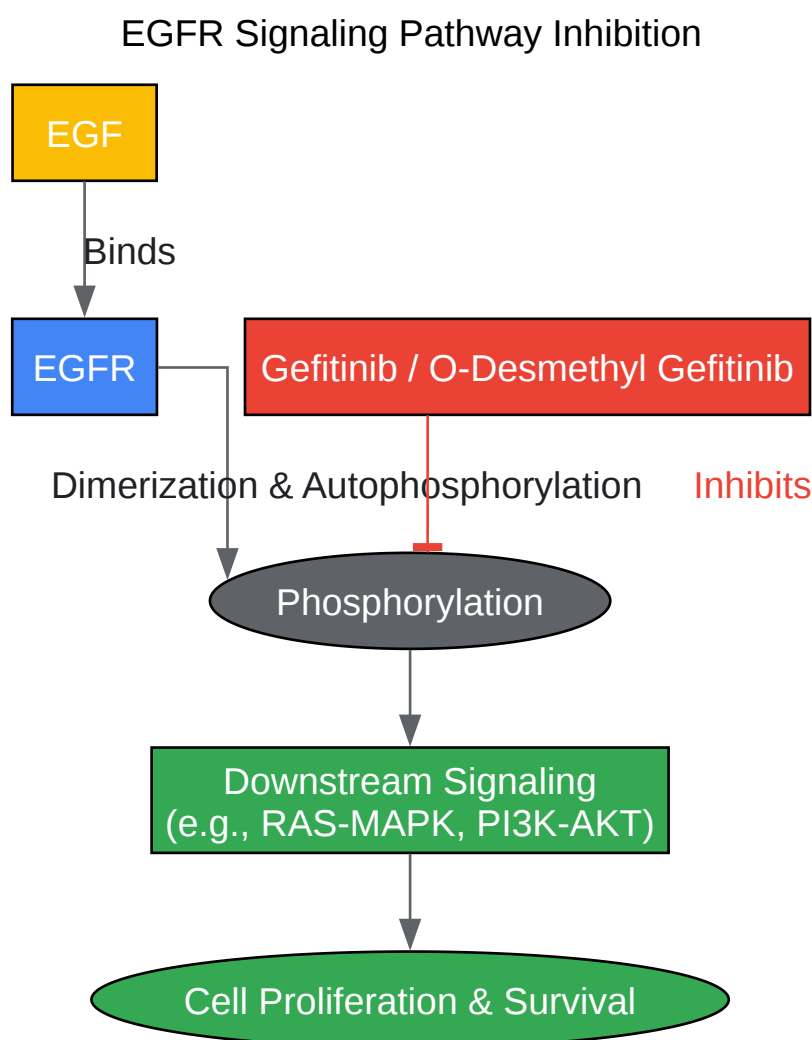 EGFR Signaling Pathway Inhibition
EGF
Binds
EGFR
Gefitinib / O-Desmethyl Gefitinib
Dimerization & Autophosphorylation
Inhibits
Phosphorylation
Downstream Signaling
(e.g., RAS-MAPK, PI3K-AKT)
Cell Proliferation & Survival